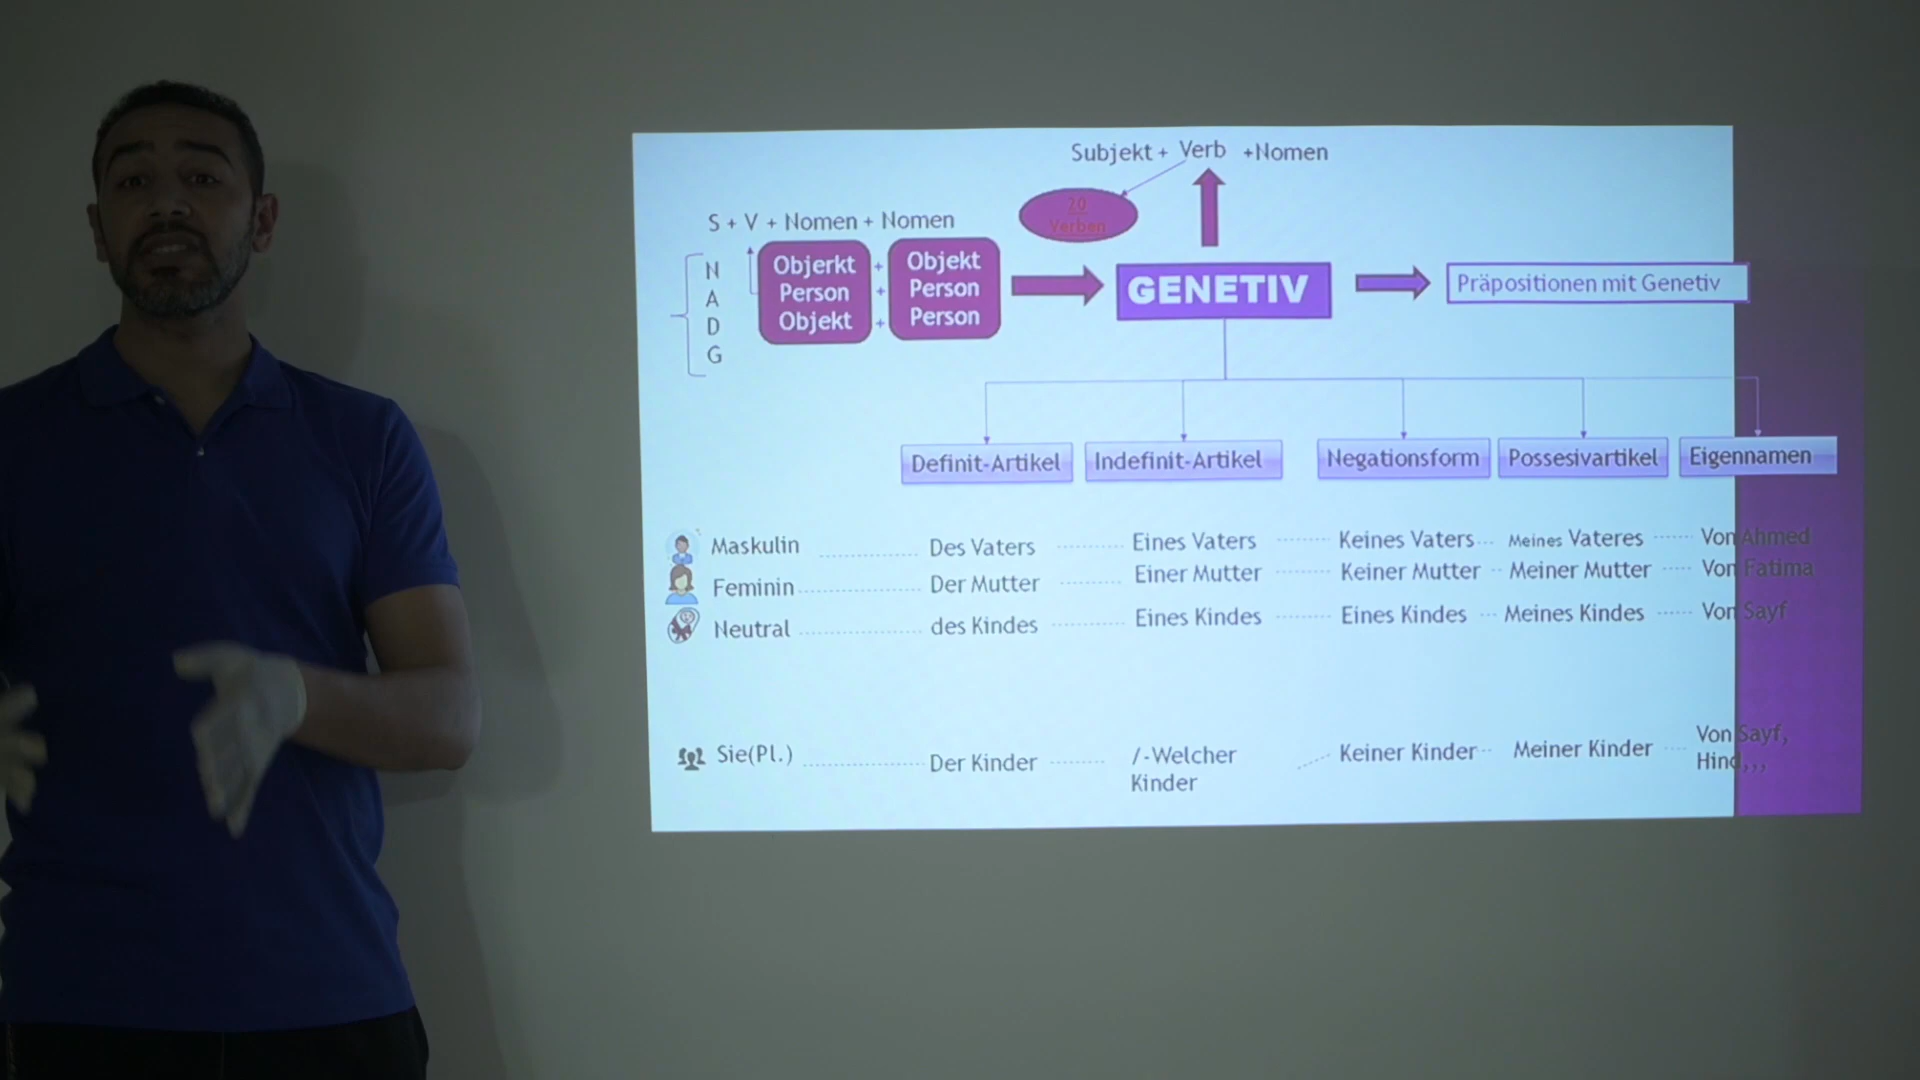 Subjekt + Verb +Nomen
20
Verben
S + V + Nomen + Nomen
N
A
D
G
Objerkt + Objekt
Person + Person
Objekt + Person
GENETIV
Präpositionen mit Genetiv
Definit-Artikel Indefinit-Artikel Negationsform Possesivartikel Eigennamen
Maskulin Des Vaters Eines Vaters Keines Vaters Meines Vateres Von Ahmed
Feminin Der Mutter Einer Mutter Keiner Mutter Meiner Mutter Von Fatima
Neutral des Kindes Eines Kindes Eines Kindes Meines Kindes Von Sayf
Sie(Pl.) Der Kinder /-Welcher Kinder Keiner Kinder Meiner Kinder Von Sayf, Hind,,,